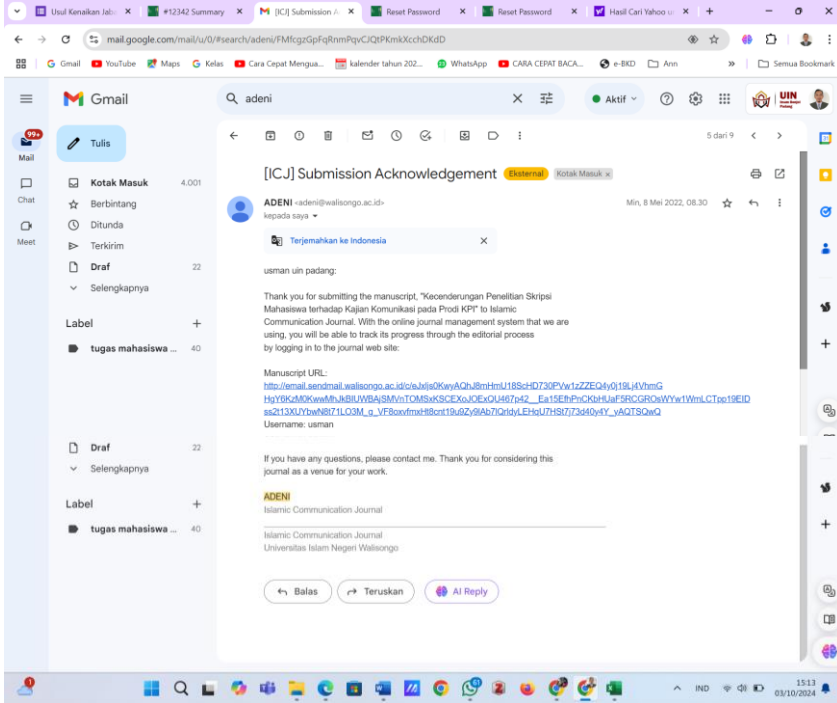 Usul Kenaikan Jab
#12342 Summary
[ICJ] Submission A
Reset Password
Reset Password
Hasil Cari Yahoo u
mail.google.com/mail/u/0/#search/adeni/FMfcgzGpFqRnmPqvCJQtPKmkXcchDKdD
Gmail
YouTube
Maps
Kelas
Cara Cepat Mengua...
kalender tahun 202...
WhatsApp
CARA CEPAT BACA...
e-BKD
Ann
»
Semua Bookmark
Gmail
adeni
Aktif
UIN
99+
Mail
Chat
Meet
Tulis
5 dari 9
Kotak Masuk 4.001
Berbintang
Ditunda
Terkirim
Draf 22
Selengkapnya
Label +
tugas mahasiswa ... 40
Draf 22
Selengkapnya
Label +
tugas mahasiswa ... 40
[ICJ] Submission Acknowledgement Eksternal Kotak Masuk x
ADENI <adeni@walisongo.ac.id> Min, 8 Mei 2022, 08.30
kepada saya
Terjemahkan ke Indonesia
usman uin padang:
Thank you for submitting the manuscript, "Kecenderungan Penelitian Skripsi
Mahasiswa terhadap Kajian Komunikasi pada Prodi KPI" to Islamic
Communication Journal. With the online journal management system that we are
using, you will be able to track its progress through the editorial process
by logging in to the journal web site:
Manuscript URL:
Username: usman
If you have any questions, please contact me. Thank you for considering this
journal as a venue for your work.
ADENI
Islamic Communication Journal
Islamic Communication Journal
Universitas Islam Negeri Walisongo
Balas
Teruskan
AI Reply
IND
15:13
03/10/2024